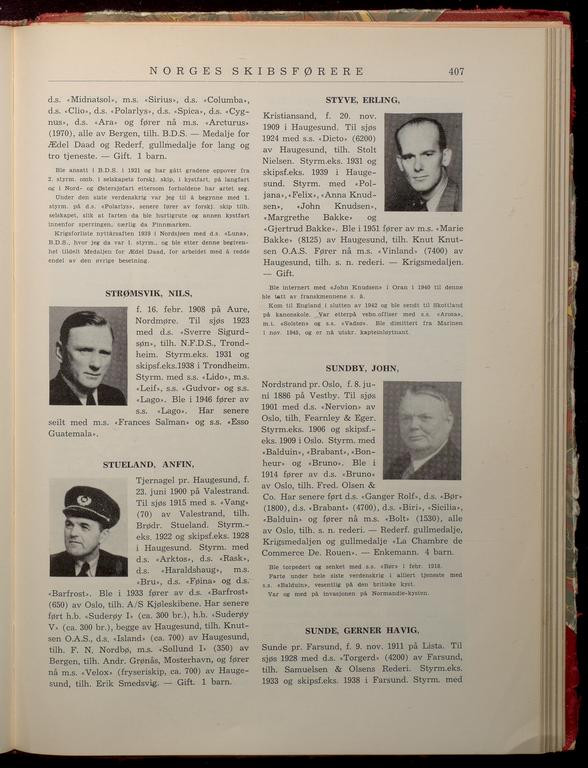 NORGES SKIBSFØRERE 407
d.s. «Midnatsol», m.s. «Sirius», d.s. «Columba»,
d.s. «Clio», d.s. «Polarlys», d.s. «Spica», d.s. «Cyg-
nus», d.s. «Ara» og fører nå m.s. «Arcturus»
(1970), alle av Bergen, tilh. B.D.S. — Medalje for
Ædel Daad og Rederf. gullmedalje for lang og
tro tjeneste. — Gift. 1 barn.
Ble ansatt i B.D.S. i 1921 og har gått gradene oppover fra
2. styrm. omb. i selskapets forskj. skip, i kystfart, på langfart
og i Nord- og Østersjøfart ettersom forholdene har artet seg.
Under den siste verdenskrig var jeg til å begynne med 1.
styrm. på d.s. «Polarlys», senere fører av forskj. skip tilh.
selskapet, slik at farten da ble hurtigrute og annen kystfart
innenfor sperringen, nærlig da Finnmarken.
Krigsforliste nyttårsaften 1939 i Nordsjøen med d.s. «Luna»,
B.D.S., hvor jeg da var 1. styrm., og ble etter denne begiven-
het tildelt Medaljen for Ædel Daad, for arbeidet med å redde
endel av den øvrige besetning.
STRØMSVIK, NILS,
f. 16. febr. 1908 på Aure,
Nordmøre. Til sjøs 1923
med d.s. «Sverre Sigurd-
søn», tilh. N.F.D.S., Trond-
heim. Styrm.eks. 1931 og
skipsf.eks.1938 i Trondheim.
Styrm. med s.s. «Lido», m.s.
«Leif», s.s. «Gudvor» og s.s.
«Lago». Ble i 1946 fører av
s.s. «Lago». Har senere
seilt med m.s. «Frances Salman» og s.s. «Esso
Guatemala».
STUELAND, ANFIN,
Tjernagel pr. Haugesund, f.
23. juni 1900 på Valestrand.
Til sjøs 1915 med s. «Vang»
(70) av Valestrand, tilh.
Brødr. Stueland. Styrm.-
eks. 1922 og skipsf.eks. 1928
i Haugesund. Styrm. med
d.s. «Arktos», d.s. «Rask»,
d.s. «Haraldshaug», m.s.
«Bru», d.s. «Føina» og d.s.
«Barfrost». Ble i 1933 fører av d.s. «Barfrost»
(650) av Oslo, tilh. A/S Kjøleskibene. Har senere
ført h.b. «Suderøy I» (ca. 300 br.), h.b. «Suderøy
V» (ca. 300 br.), begge av Haugesund, tilh. Knut-
sen O.A.S., d.s. «Island» (ca. 700) av Haugesund,
tilh. F. N. Nordbø, m.s. «Sollund I» (350) av
Bergen, tilh. Andr. Grønås, Mosterhavn, og fører
nå m.s. «Velox» (fryseriskip, ca. 700) av Hauge-
sund, tilh. Erik Smedsvig. — Gift. 1 barn.
STYVE, ERLING,
Kristiansand, f. 20. nov.
1909 i Haugesund. Til sjøs
1924 med s.s. «Dicto» (6200)
av Haugesund, tilh. Stolt
Nielsen. Styrm.eks. 1931 og
skipsf.eks. 1939 i Hauge-
sund. Styrm. med «Pol-
jana»,«Felix», «Anna Knud-
sen», «John Knudsen»,
«Margrethe Bakke» og
«Gjertrud Bakke». Ble i 1951 fører av m.s. «Marie
Bakke» (8125) av Haugesund, tilh. Knut Knut-
sen O.A.S. Fører nå m.s. «Vinland» (7400) av
Haugesund, tilh. s. n. rederi. — Krigsmedaljen.
— Gift.
Ble internert med «John Knudsen» i Oran i 1940 til denne
ble tatt av franskmennene s. å.
Kom til England i slutten av 1942 og ble sendt til Skottland
på kanonskole. Var etterpå vebn.offiser med s.s. «Arosa»,
m.t. «Solsten» og s.s. «Vadsø». Ble dimittert fra Marinen
i nov. 1945, og er nå utskr. kapteinløytnant.
SUNDBY, JOHN,
Nordstrand pr. Oslo, f. 8. ju-
ni 1886 på Vestby. Til sjøs
1901 med d.s. «Nervion» av
Oslo, tilh. Fearnley & Eger.
Styrm.eks. 1906 og skipsf.-
eks. 1909 i Oslo. Styrm. med
«Balduin», «Brabant», «Bon-
heur» og «Bruno». Ble i
1914 fører av d.s. «Bruno»
av Oslo, tilh. Fred. Olsen &
Co. Har senere ført d.s. «Ganger Rolf», d.s. «Bør»
(1800), d.s. «Brabant» (4700), d.s. «Biri», «Sicilia»,
«Balduin» og fører nå m.s. «Bolt» (1530), alle
av Oslo, tilh. s. n. rederi. — Rederf. gullmedalje,
Krigsmedaljen og gullmedalje «La Chambre de
Commerce De. Rouen». — Enkemann. 4 barn.
Ble torpedert og senket med s.s. «Bør» i febr. 1918.
Farte under hele siste verdenskrig i alliert tjeneste med
s.s. «Balduin», vesentlig på den britiske kyst.
Var og med på invasjonen på Normandie-kysten.
SUNDE, GERNER HAVIG,
Sunde pr. Farsund, f. 9. nov. 1911 på Lista. Til
sjøs 1928 med d.s. «Torgerd» (4200) av Farsund,
tilh. Samuelsen & Olsens Rederi. Styrm.eks.
1933 og skipsf.eks. 1938 i Farsund. Styrm. med